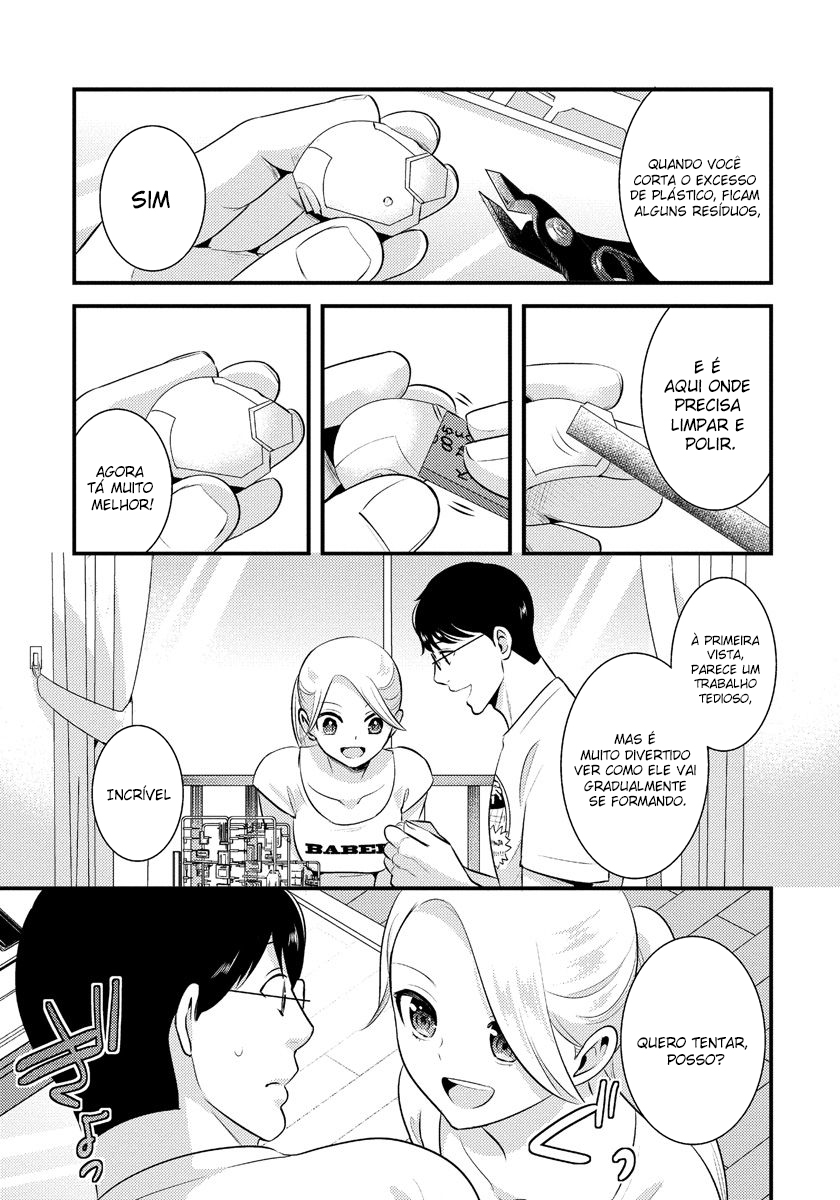 QUANDO VOCÊ
CORTA O EXCESSO
DE PLÁSTICO, FICAM
ALGUNS RESÍDUOS,
SIM
E É
AQUI ONDE
PRECISA
LIMPAR E
POLIR.
AGORA
TÁ MUITO
MELHOR!
À PRIMEIRA
VISTA,
PARECE UM
TRABALHO
TEDIOSO,
MAS É
MUITO DIVERTIDO
VER COMO ELE VAI
GRADUALMENTE
SE FORMANDO.
INCRÍVEL
BABEL
QUERO TENTAR,
POSSO?